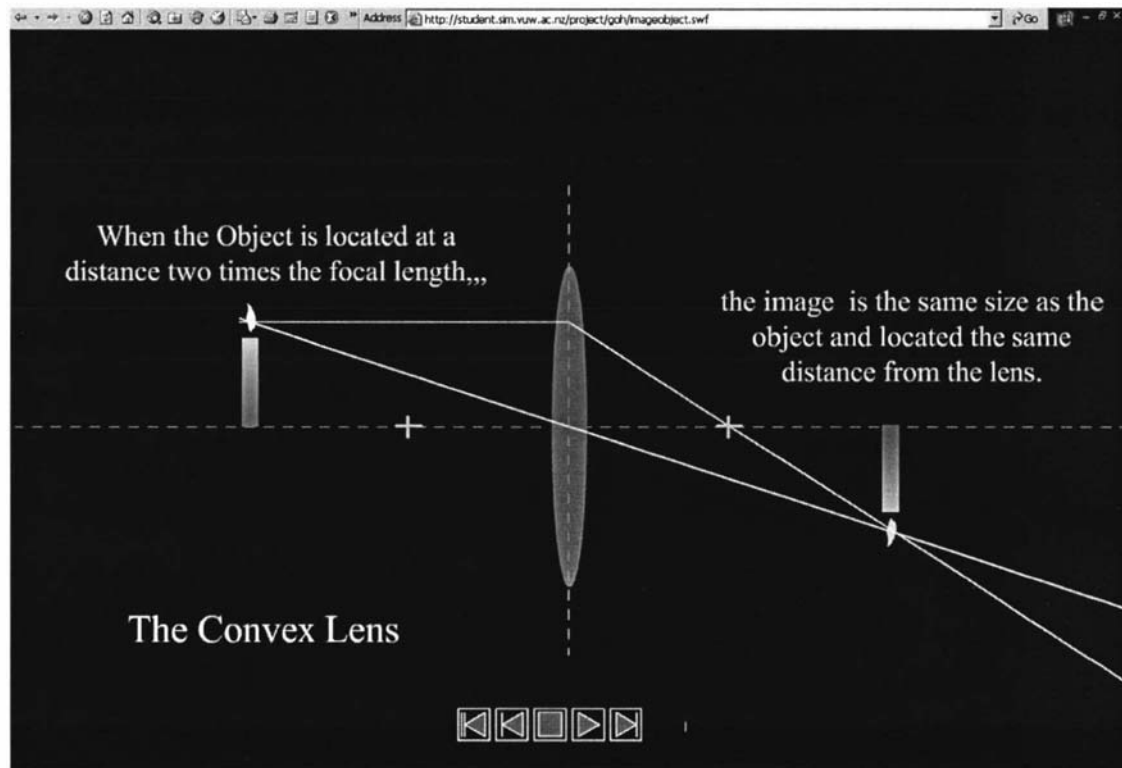 » Address http://student.sim.vuw.ac.nz/project/goh/imageobject.swf Go
When the Object is located at a
distance two times the focal length,,,
the image is the same size as the
object and located the same
distance from the lens.
The Convex Lens